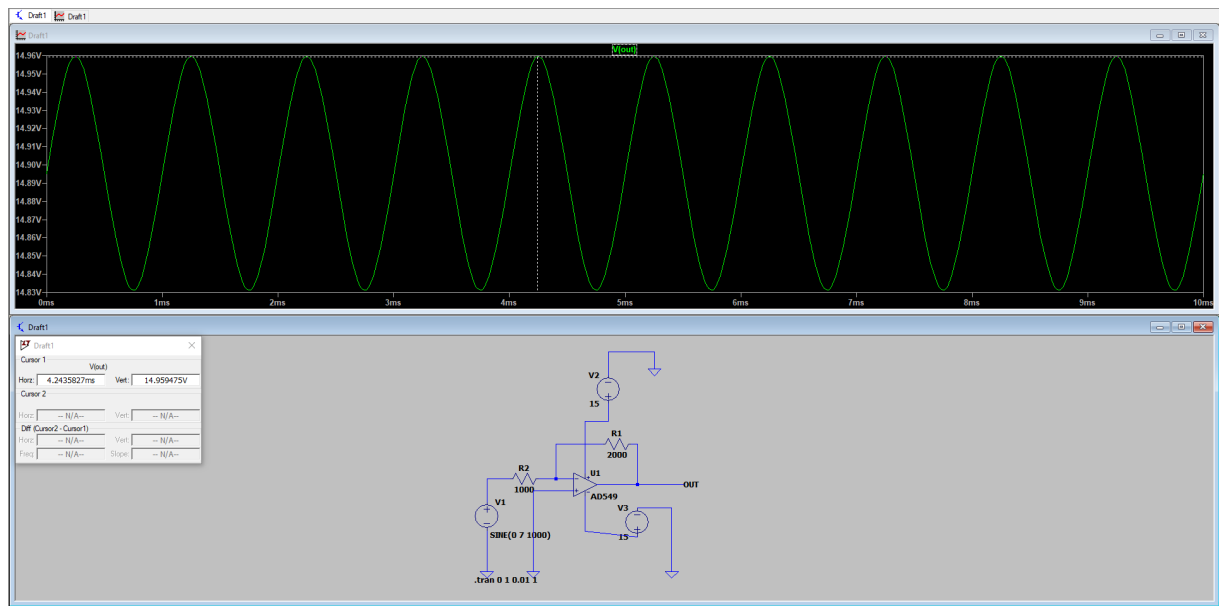 Draft1 Draft1
Draft1
V(out)
14.96V
14.95V
14.94V
14.93V
14.92V
14.91V
14.90V
14.89V
14.88V
14.87V
14.86V
14.85V
14.84V
14.83V
0ms 1ms 2ms 3ms 4ms 5ms 6ms 7ms 8ms 9ms 10ms
Draft1
Draft1
Cursor 1
V(out)
Horz: 4.2435827ms Vert: 14.959475V
Cursor 2
Horz: -- N/A-- Vert: -- N/A--
Diff (Cursor2 - Cursor1)
Horz: -- N/A-- Vert: -- N/A--
Freq: -- N/A-- Slope: -- N/A--
V2
15
R1
2000
R2
1000
U1
AD549
OUT
V1
SINE(0 7 1000)
V3
15
.tran 0 1 0.01 1